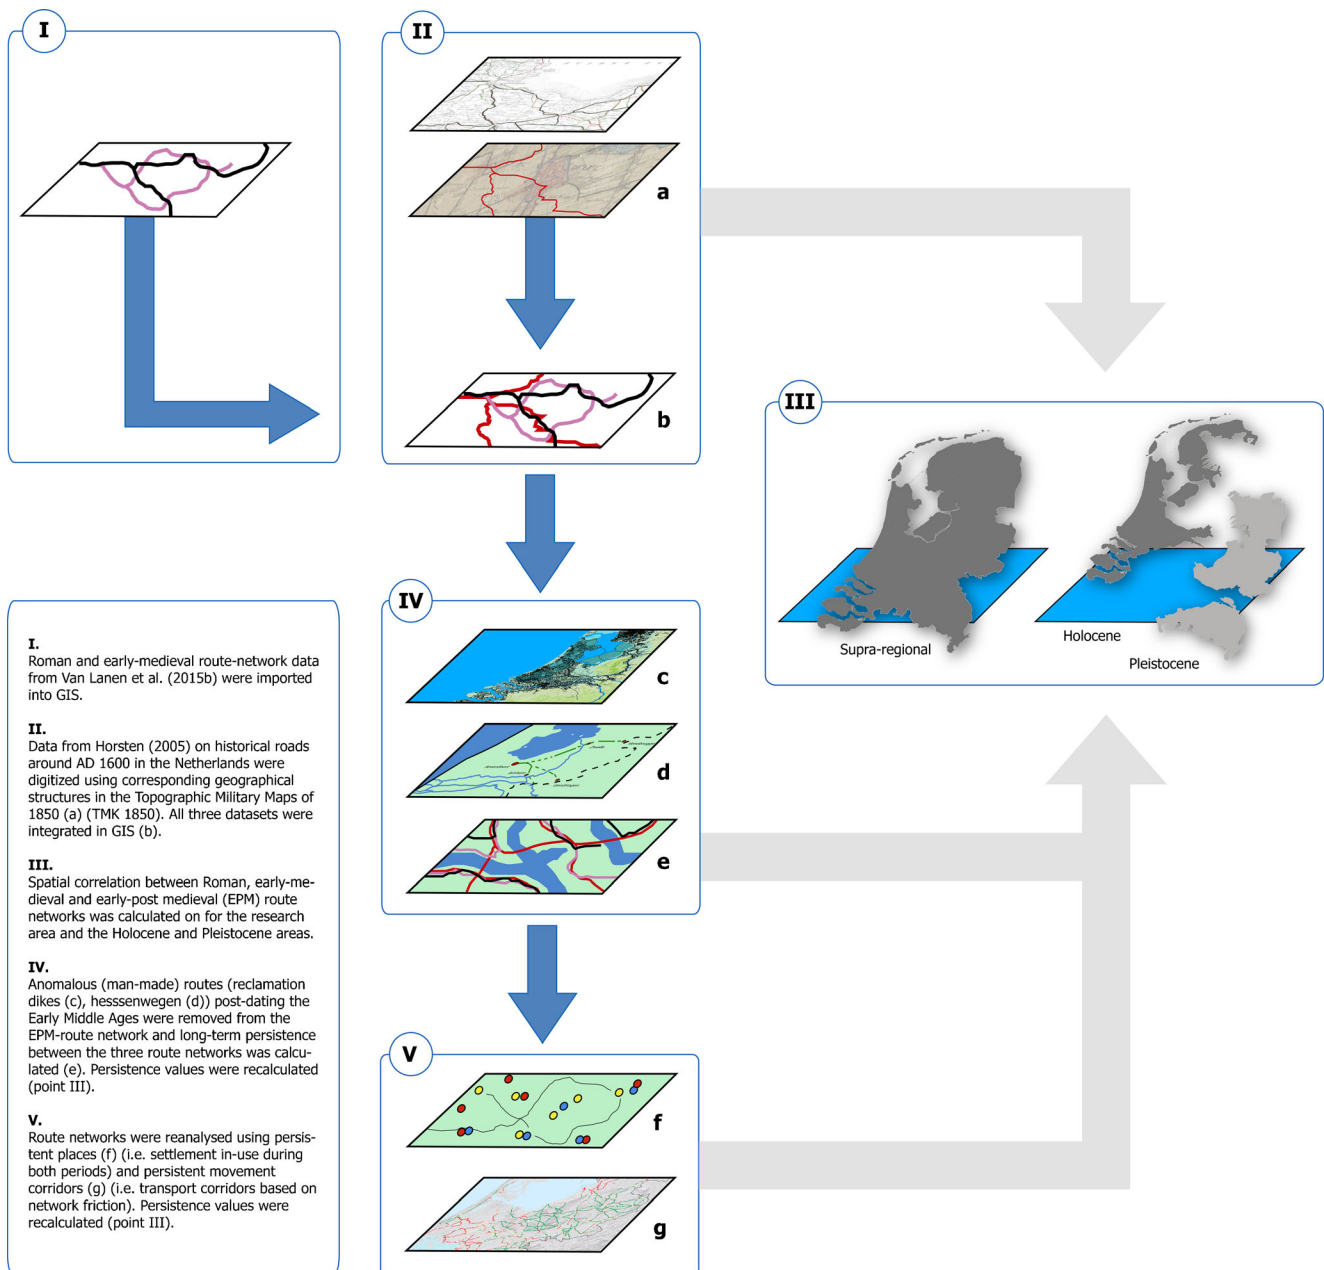 I
II
a
b
III
Supra-regional
Holocene
Pleistocene
IV
c
d
e
V
f
g
I.
Roman and early-medieval route-network data
from Van Lanen et al. (2015b) were imported
into GIS.
II.
Data from Horsten (2005) on historical roads
around AD 1600 in the Netherlands were
digitized using corresponding geographical
structures in the Topographic Military Maps of
1850 (a) (TMK 1850). All three datasets were
integrated in GIS (b).
III.
Spatial correlation between Roman, early-me-
dieval and early-post medieval (EPM) route
networks was calculated on for the research
area and the Holocene and Pleistocene areas.
IV.
Anomalous (man-made) routes (reclamation
dikes (c), hesssenwegen (d)) post-dating the
Early Middle Ages were removed from the
EPM-route network and long-term persistence
between the three route networks was calcu-
lated (e). Persistence values were recalculated
(point III).
V.
Route networks were reanalysed using persis-
tent places (f) (i.e. settlement in-use during
both periods) and persistent movement
corridors (g) (i.e. transport corridors based on
network friction). Persistence values were
recalculated (point III).